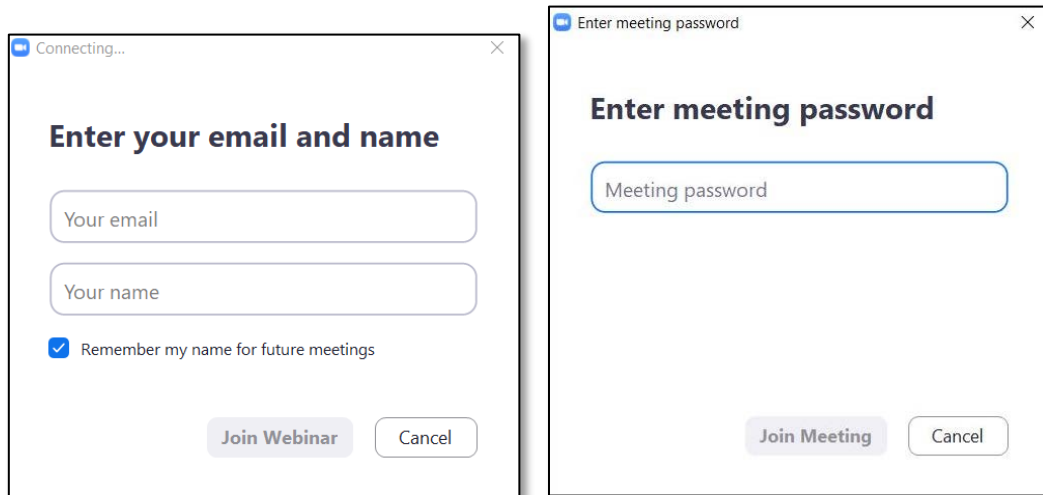 Connecting...
Enter your email and name
Your email
Your name
Remember my name for future meetings
Join Webinar Cancel
Enter meeting password
Enter meeting password
Meeting password
Join Meeting Cancel